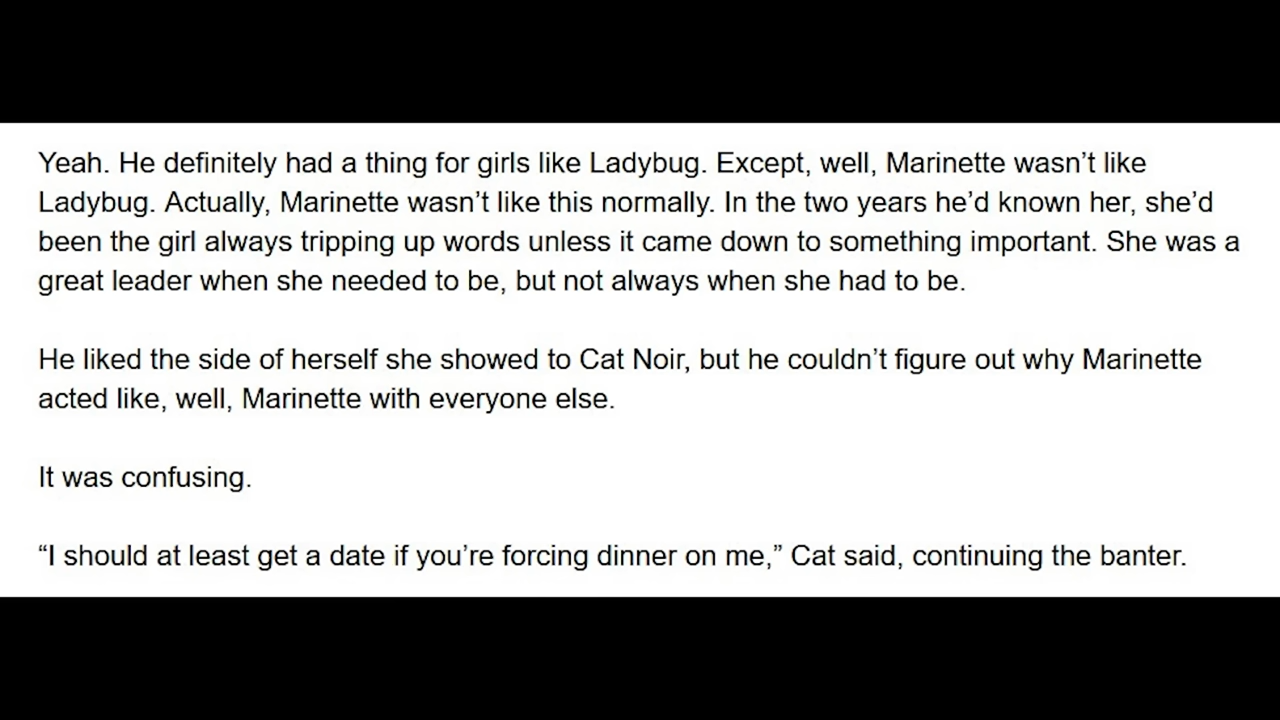 Yeah. He definitely had a thing for girls like Ladybug. Except, well, Marinette wasn’t like
Ladybug. Actually, Marinette wasn’t like this normally. In the two years he’d known her, she’d
been the girl always tripping up words unless it came down to something important. She was a
great leader when she needed to be, but not always when she had to be.
He liked the side of herself she showed to Cat Noir, but he couldn’t figure out why Marinette
acted like, well, Marinette with everyone else.
It was confusing.
“I should at least get a date if you’re forcing dinner on me,” Cat said, continuing the banter.